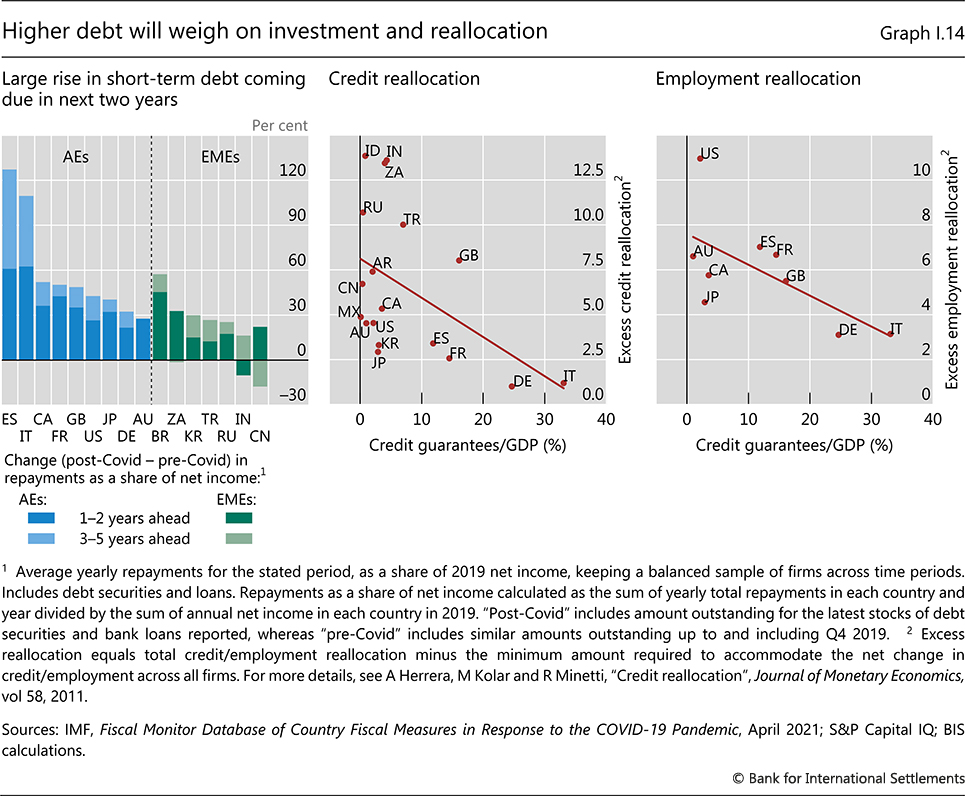 Higher debt will weigh on investment and reallocation
Graph I.14
Large rise in short-term debt coming
due in next two years
Per cent
AEs
EMEs
120
90
60
30
0
–30
ES CA GB JP AU ZA TR IN
IT FR US DE BR KR RU CN
Change (post-Covid – pre-Covid) in
repayments as a share of net income:1
AEs:
EMEs:
1–2 years ahead
3–5 years ahead
Credit reallocation
ID IN
ZA
RU
TR
GB
AR
CN
MX
CA
AU US
KR
JP
ES
FR
DE
IT
12.5
10.0
7.5
5.0
2.5
0.0
Excess credit reallocation2
0 10 20 30 40
Credit guarantees/GDP (%)
Employment reallocation
US
ES FR
AU
CA
GB
JP
DE
IT
10
8
6
4
2
0
Excess employment reallocation2
0 10 20 30 40
Credit guarantees/GDP (%)
1 Average yearly repayments for the stated period, as a share of 2019 net income, keeping a balanced sample of firms across time periods.
Includes debt securities and loans. Repayments as a share of net income calculated as the sum of yearly total repayments in each country and
year divided by the sum of annual net income in each country in 2019. "Post-Covid" includes amount outstanding for the latest stocks of debt
securities and bank loans reported, whereas "pre-Covid" includes similar amounts outstanding up to and including Q4 2019. 2 Excess
reallocation equals total credit/employment reallocation minus the minimum amount required to accommodate the net change in
credit/employment across all firms. For more details, see A Herrera, M Kolar and R Minetti, "Credit reallocation", Journal of Monetary Economics,
vol 58, 2011.
Sources: IMF, Fiscal Monitor Database of Country Fiscal Measures in Response to the COVID-19 Pandemic, April 2021; S&P Capital IQ; BIS
calculations.
© Bank for International Settlements